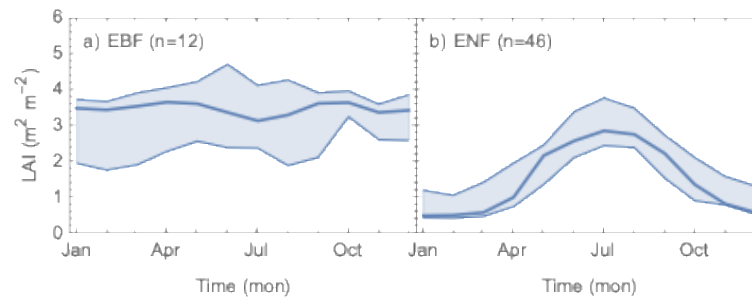 a) EBF (n=12)
b) ENF (n=46)
LAI (m² m⁻²)
6
5
4
3
2
1
0
Jan Apr Jul Oct
Jan Apr Jul Oct
Time (mon)
Time (mon)